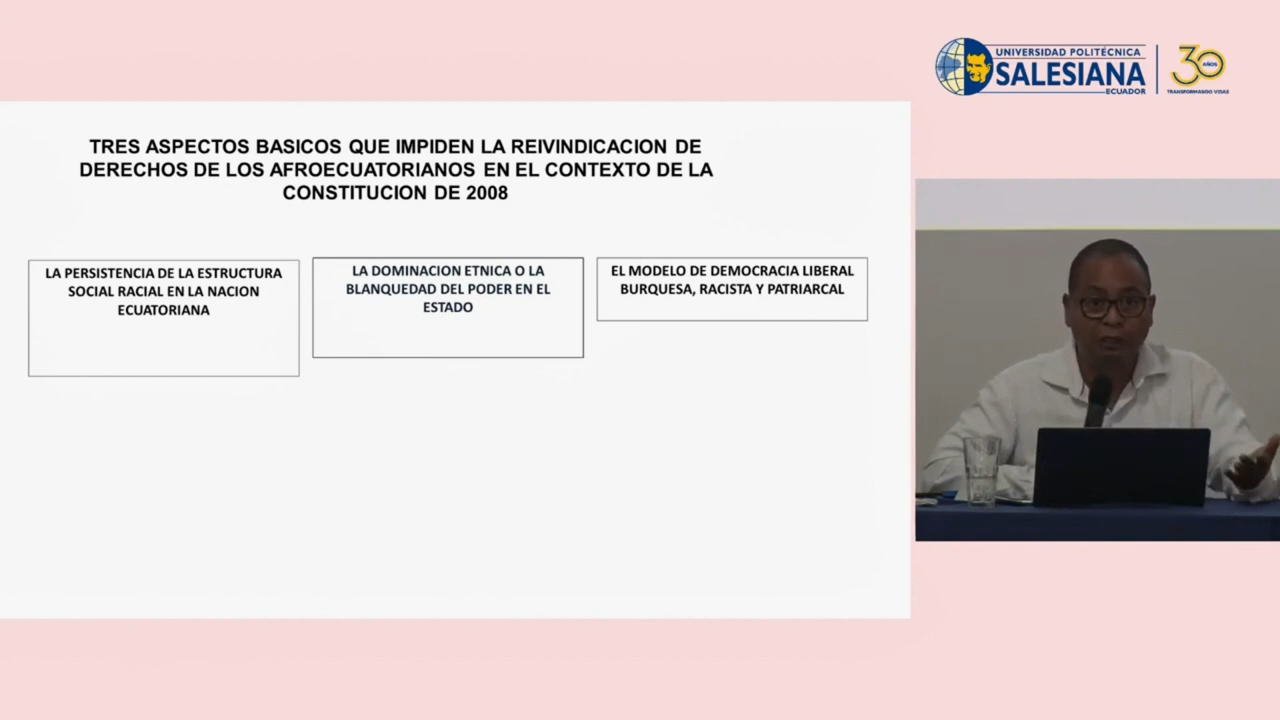 UNIVERSIDAD POLITÉCNICA
SALESIANA
ECUADOR
30
AÑOS
TRANSFORMANDO VIDAS
TRES ASPECTOS BASICOS QUE IMPIDEN LA REIVINDICACION DE
DERECHOS DE LOS AFROECUATORIANOS EN EL CONTEXTO DE LA
CONSTITUCION DE 2008
LA PERSISTENCIA DE LA ESTRUCTURA
SOCIAL RACIAL EN LA NACION
ECUATORIANA
LA DOMINACION ETNICA O LA
BLANQUEDAD DEL PODER EN EL
ESTADO
EL MODELO DE DEMOCRACIA LIBERAL
BURQUESA, RACISTA Y PATRIARCAL